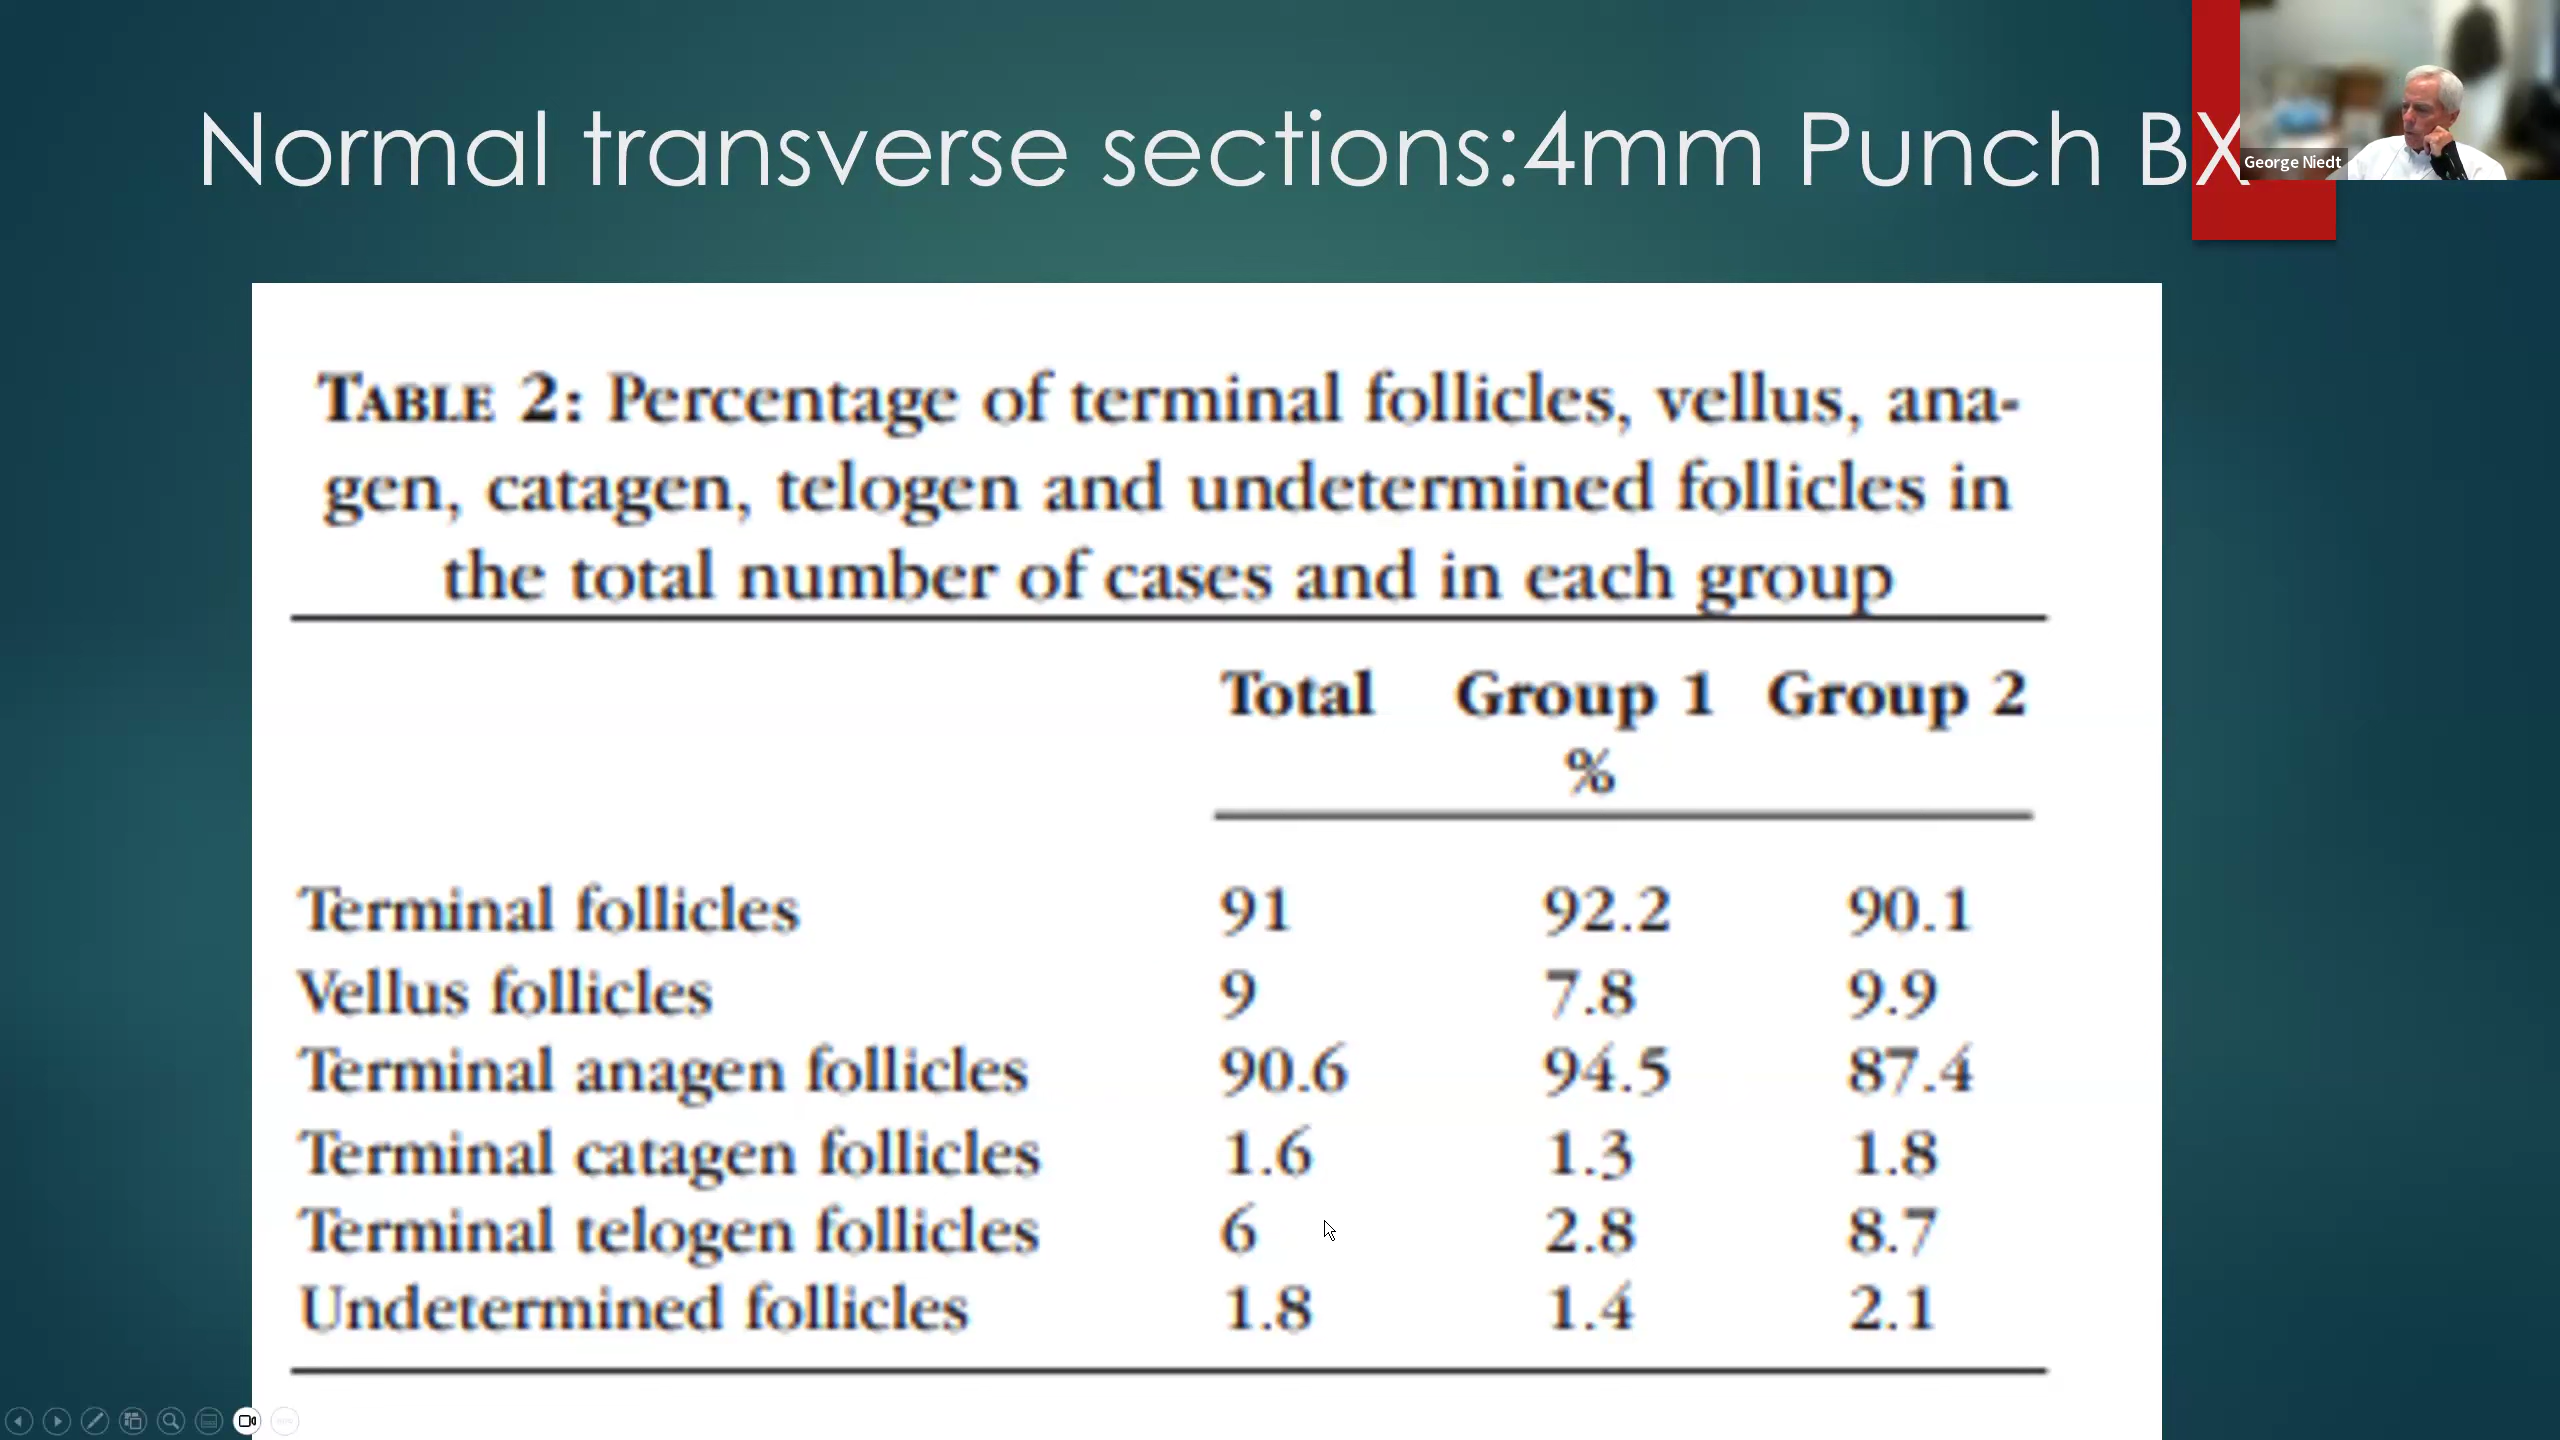 Normal transverse sections:4mm Punch BX
George Niedt
TABLE 2: Percentage of terminal follicles, vellus, ana-
gen, catagen, telogen and undetermined follicles in
the total number of cases and in each group
Total Group 1 Group 2
%
Terminal follicles 91 92.2 90.1
Vellus follicles 9 7.8 9.9
Terminal anagen follicles 90.6 94.5 87.4
Terminal catagen follicles 1.6 1.3 1.8
Terminal telogen follicles 6 2.8 8.7
Undetermined follicles 1.8 1.4 2.1